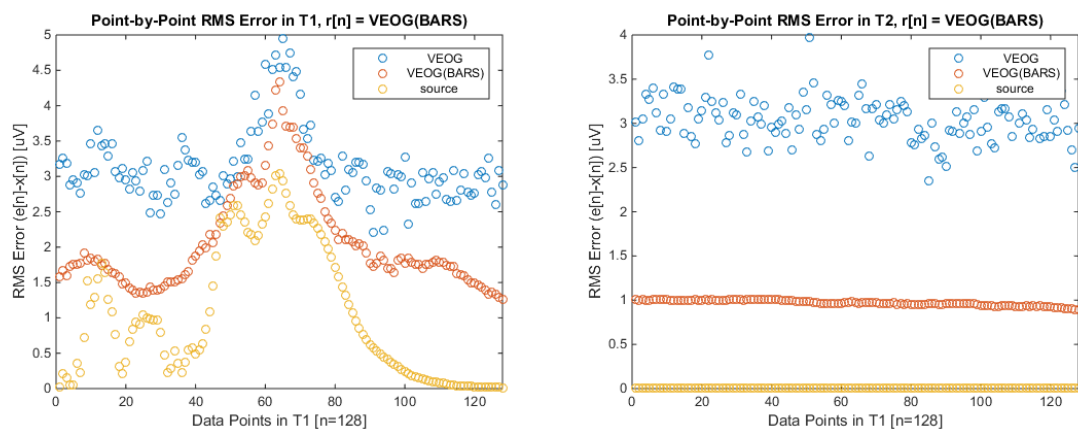 Point-by-Point RMS Error in T1, r[n] = VEOG(BARS)
5
4.5
4
3.5
3
2.5
2
1.5
1
0.5
0
RMS Error (e[n]-x[n]) [uV]
VEOG
VEOG(BARS)
source
0
20
40
60
80
100
120
Data Points in T1 [n=128]
Point-by-Point RMS Error in T2, r[n] = VEOG(BARS)
4
3.5
3
2.5
2
1.5
1
0.5
0
RMS Error (e[n]-x[n]) [uV]
VEOG
VEOG(BARS)
source
0
20
40
60
80
100
120
Data Points in T1 [n=128]